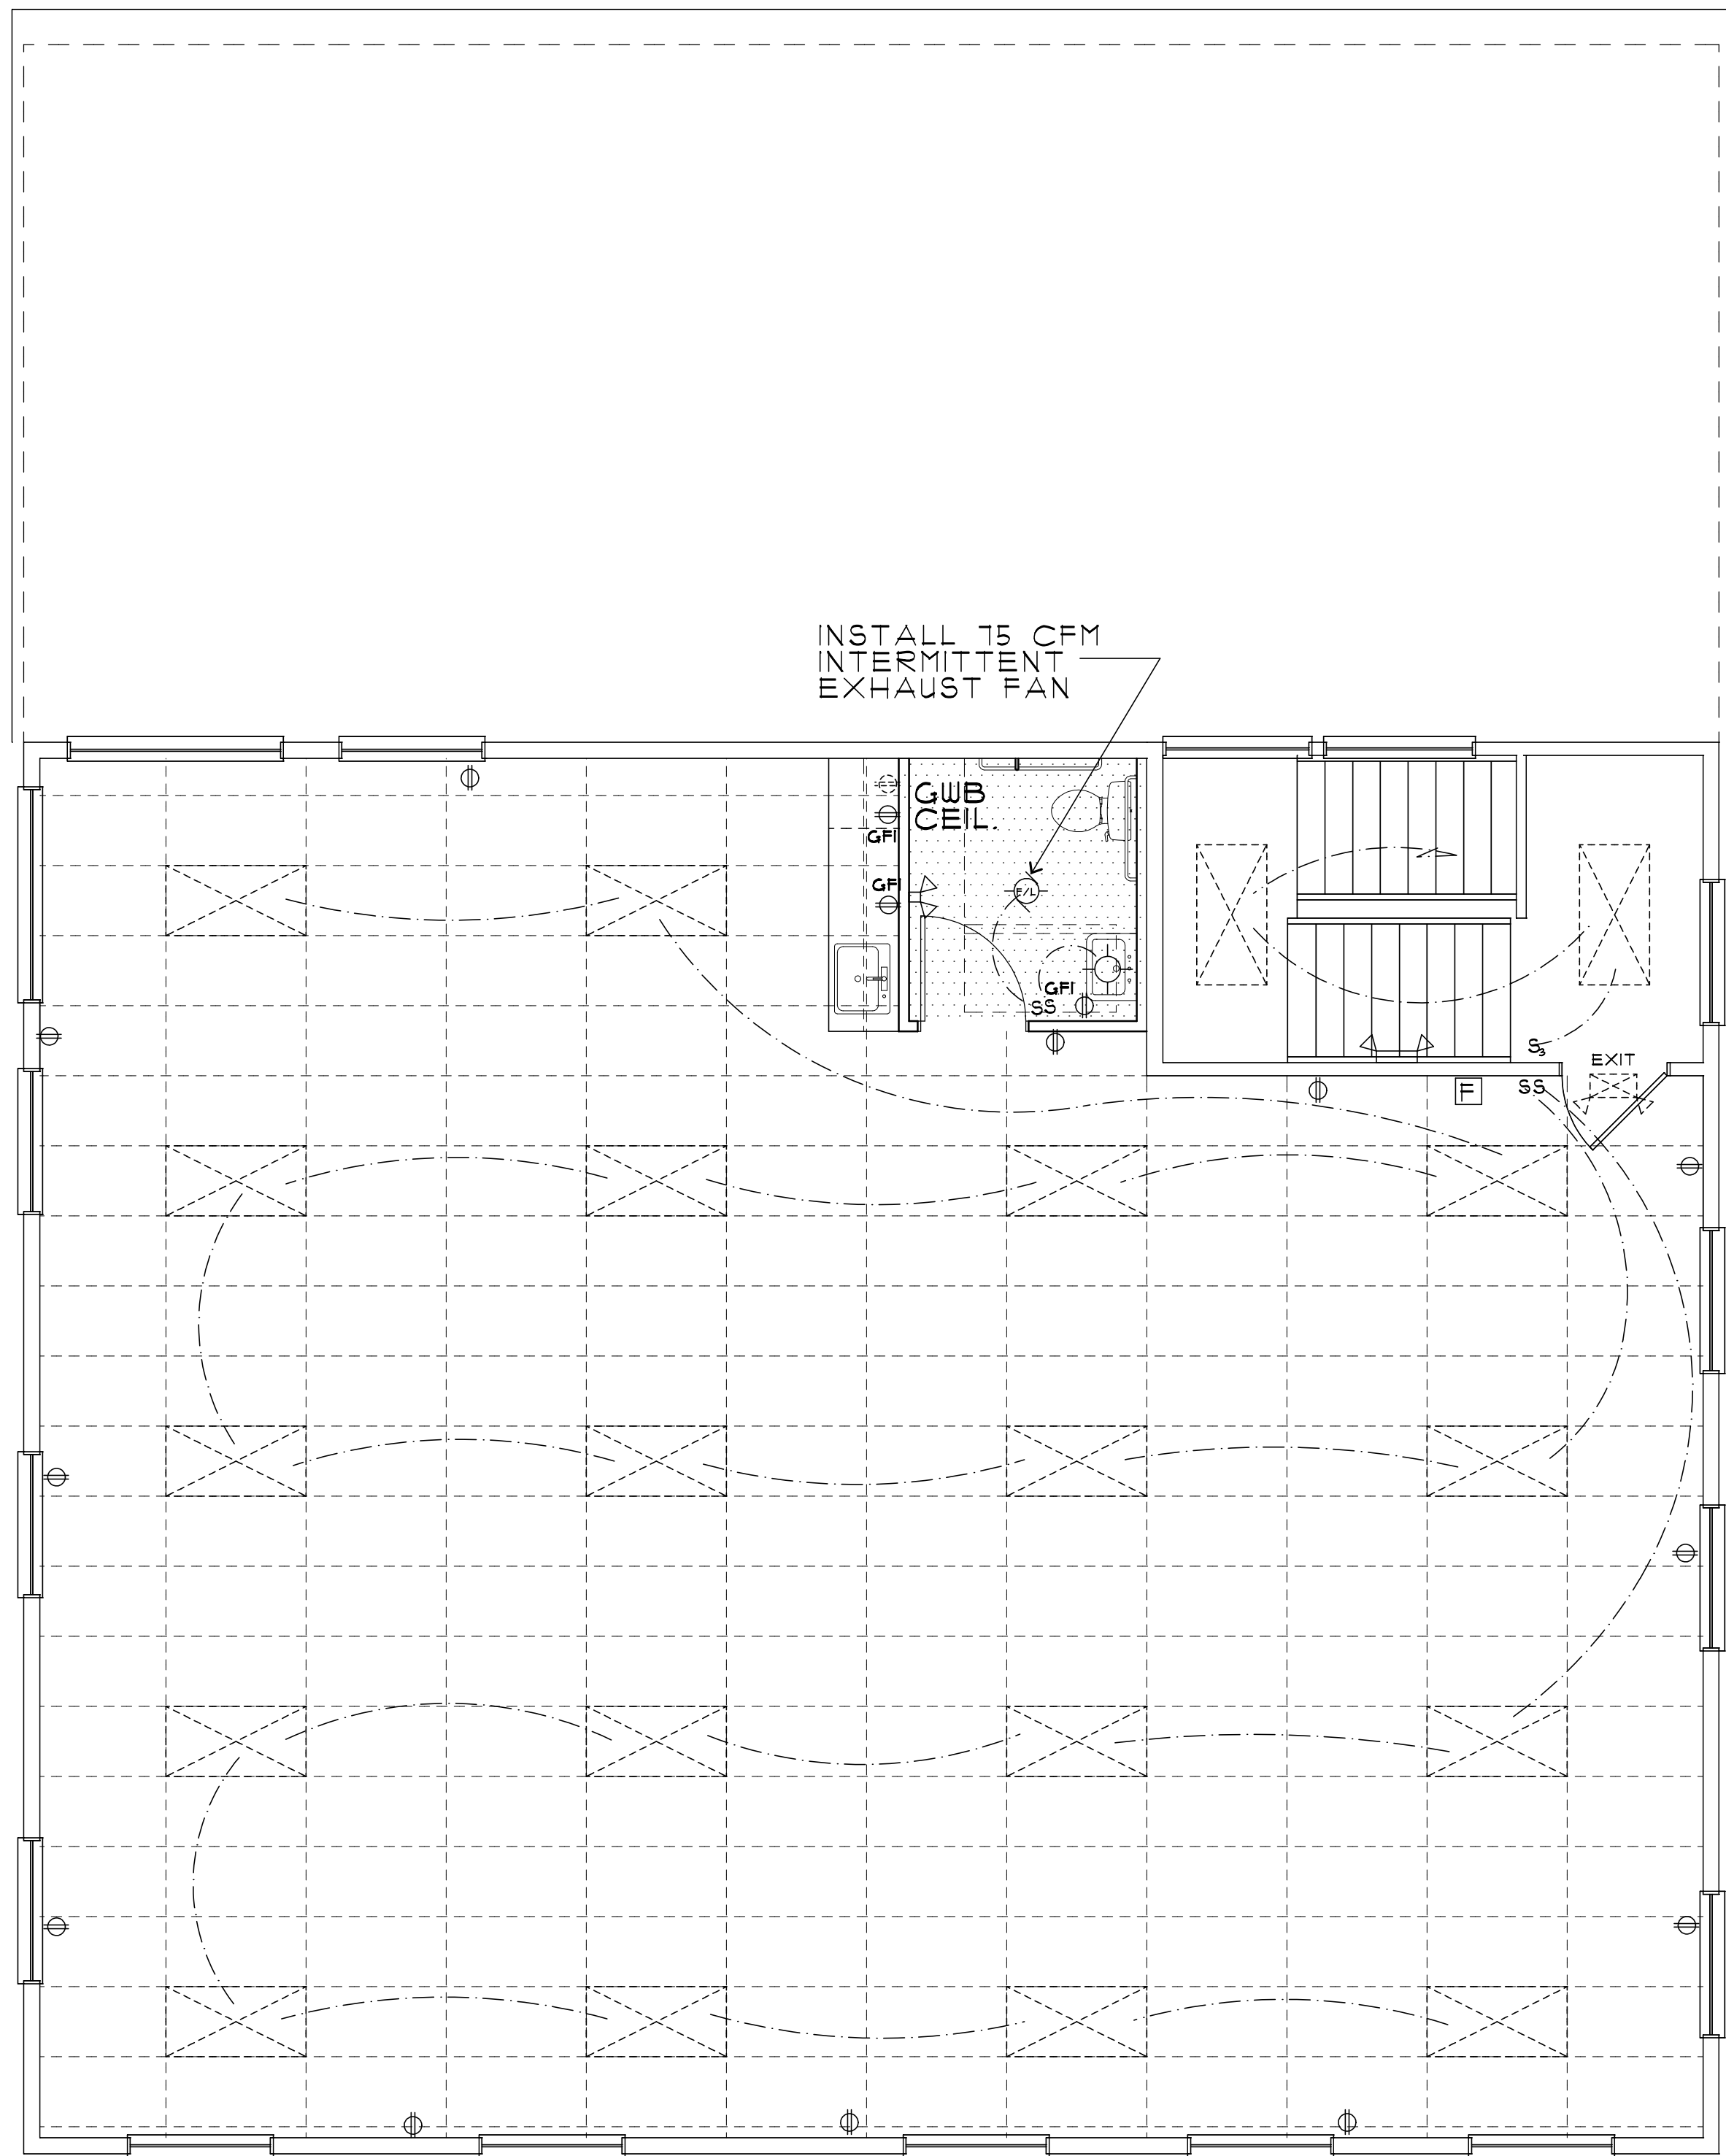 INSTALL 75 CFM
INTERMITTENT
EXHAUST FAN
GWB
CEIL.
GFI
GFI
F/L
GFI
SS
S3
EXIT
F
SS